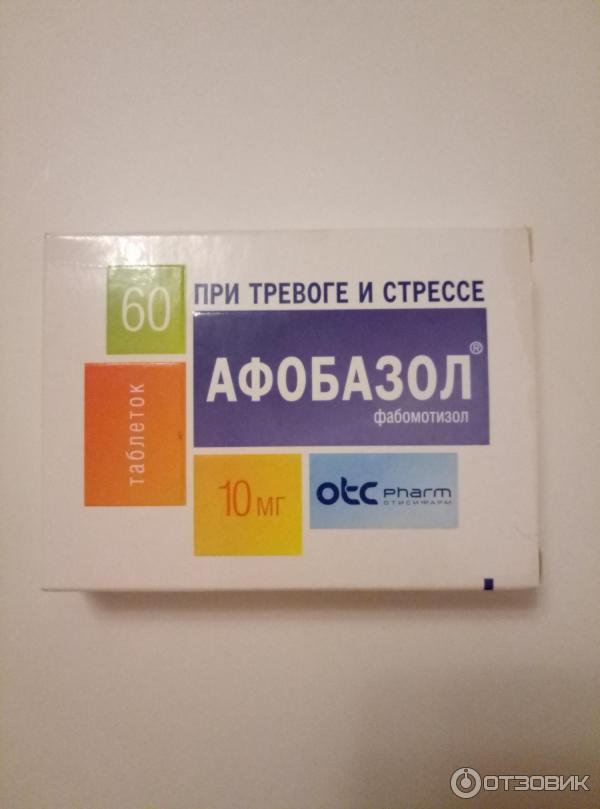 60
ПРИ ТРЕВОГЕ И СТРЕССЕ
АФОБАЗОЛ®
фабомотизол
таблеток
10 мг
otc pharm
ОТИСИФАРМ
ОТЗОВИК